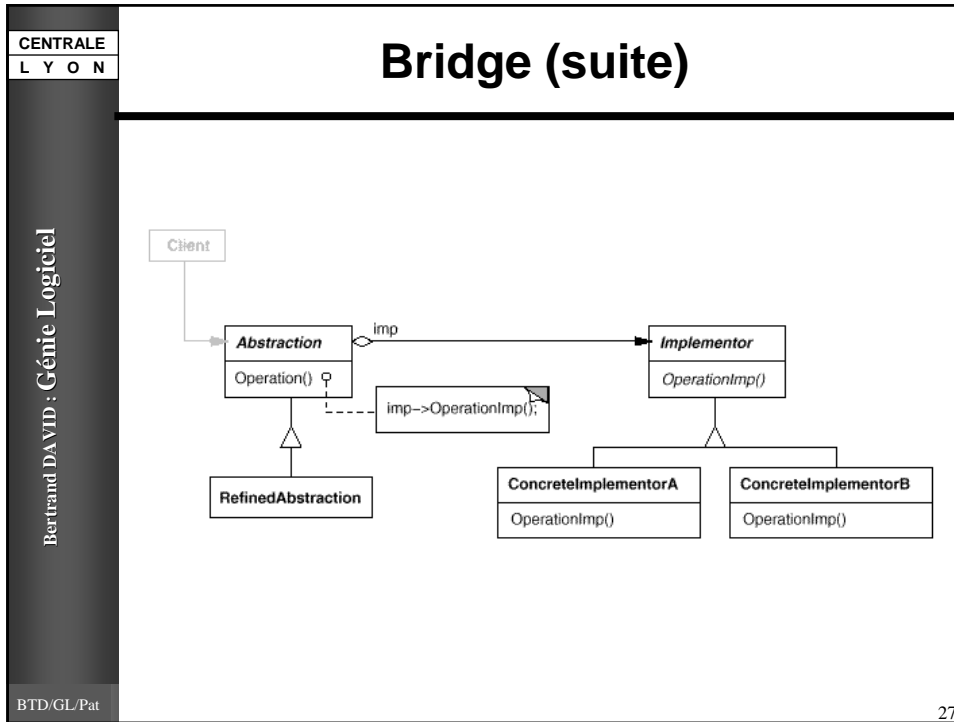 CENTRALE
L Y O N
Bridge (suite)
Bertrand DAVID : Génie Logiciel
Client
Abstraction
Operation()
imp
Implementor
OperationImp()
imp->OperationImp();
RefinedAbstraction
ConcreteImplementorA
OperationImp()
ConcreteImplementorB
OperationImp()
BTD/GL/Pat
27